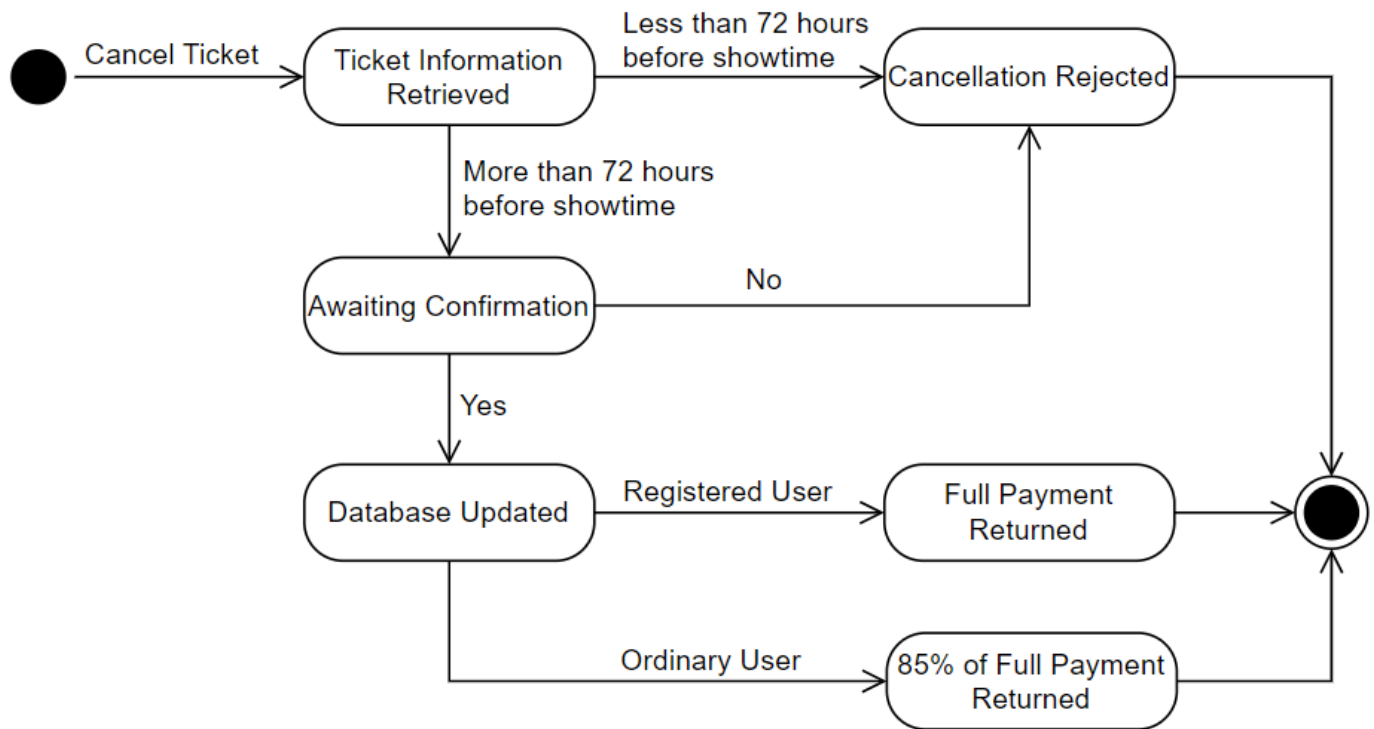 Cancel Ticket
Ticket Information
Retrieved
Less than 72 hours
before showtime
Cancellation Rejected
More than 72 hours
before showtime
Awaiting Confirmation
No
Yes
Database Updated
Registered User
Full Payment
Returned
Ordinary User
85% of Full Payment
Returned